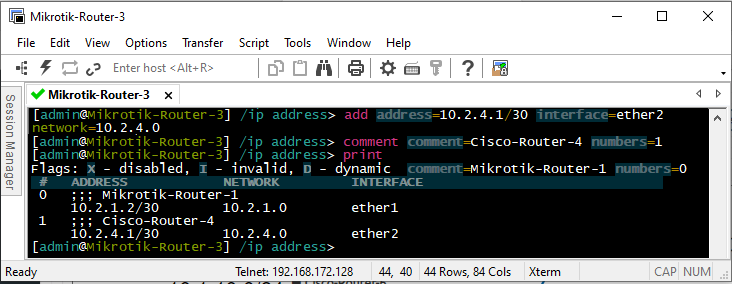 Mikrotik-Router-3
File Edit View Options Transfer Script Tools Window Help
Enter host <Alt+R>
Session Manager
Mikrotik-Router-3
[admin@Mikrotik-Router-3] /ip address> add address=10.2.4.1/30 interface=ether2
network=10.2.4.0
[admin@Mikrotik-Router-3] /ip address> comment comment=Cisco-Router-4 numbers=1
[admin@Mikrotik-Router-3] /ip address> print
Flags: X - disabled, I - invalid, D - dynamic comment=Mikrotik-Router-1 numbers=0
# ADDRESS NETWORK INTERFACE
0 ;;; Mikrotik-Router-1
10.2.1.2/30 10.2.1.0 ether1
1 ;;; Cisco-Router-4
10.2.4.1/30 10.2.4.0 ether2
[admin@Mikrotik-Router-3] /ip address>
Ready Telnet: 192.168.172.128 44, 40 44 Rows, 84 Cols Xterm CAP NUM